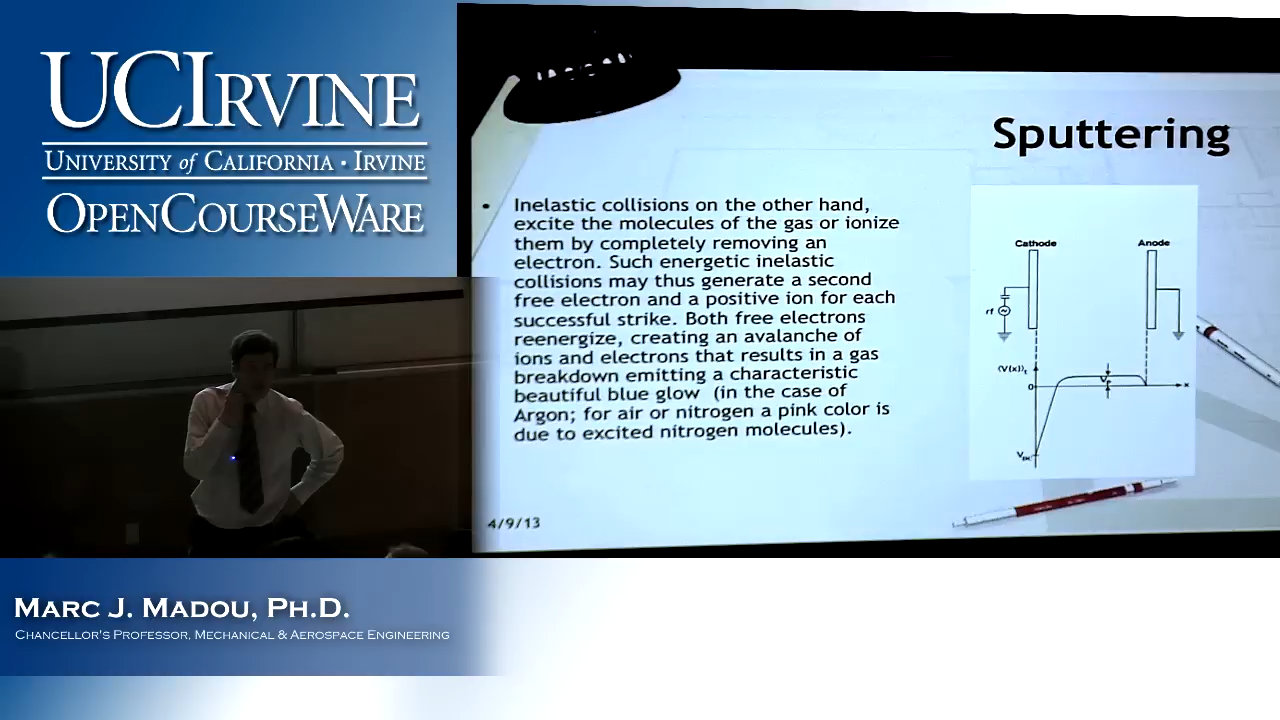 UCIRVINE
UNIVERSITY of CALIFORNIA · IRVINE
OPENCOURSEWARE
Sputtering
• Inelastic collisions on the other hand,
excite the molecules of the gas or ionize
them by completely removing an
electron. Such energetic inelastic
collisions may thus generate a second
free electron and a positive ion for each
successful strike. Both free electrons
reenergize, creating an avalanche of
ions and electrons that results in a gas
breakdown emitting a characteristic
beautiful blue glow (in the case of
Argon; for air or nitrogen a pink color is
due to excited nitrogen molecules).
Cathode
Anode
rf
(V(x))t
0
x
4/9/13
MARC J. MADOU, PH.D.
CHANCELLOR'S PROFESSOR, MECHANICAL & AEROSPACE ENGINEERING